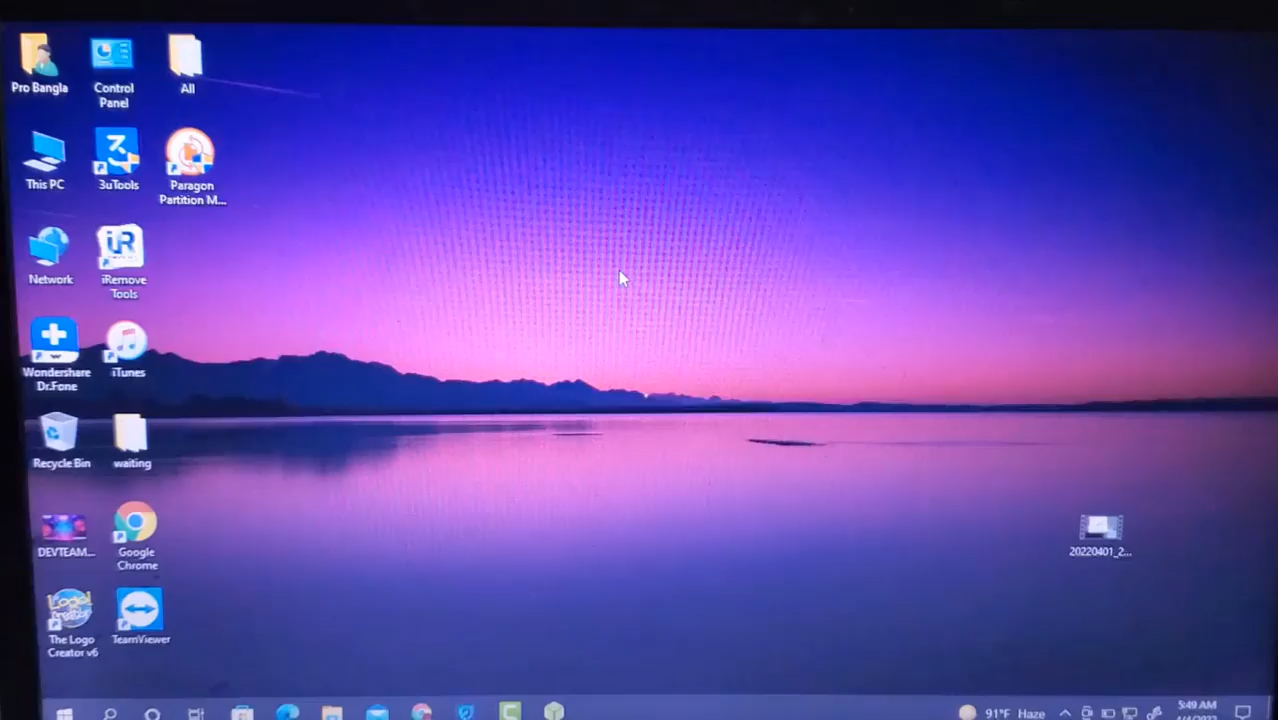 Pro Bangla
Control
Panel
All
This PC
3uTools
Paragon
Partition M...
Network
iRemove
Tools
Wondershare
Dr.Fone
iTunes
Recycle Bin
waiting
DEVTEAM...
Google
Chrome
20220401_2...
The Logo
Creator v6
TeamViewer
91°F Haze
5:49 AM